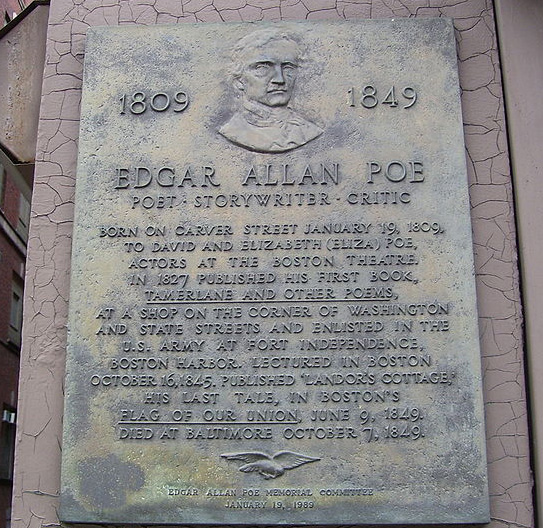 1809 1849
EDGAR ALLAN POE
POET · STORYWRITER · CRITIC
BORN ON CARVER STREET JANUARY 19, 1809,
TO DAVID AND ELIZABETH (ELIZA) POE,
ACTORS AT THE BOSTON THEATRE.
IN 1827 PUBLISHED HIS FIRST BOOK,
TAMERLANE AND OTHER POEMS,
AT A SHOP ON THE CORNER OF WASHINGTON
AND STATE STREETS AND ENLISTED IN THE
U.S. ARMY AT FORT INDEPENDENCE,
BOSTON HARBOR. LECTURED IN BOSTON
OCTOBER 16, 1845. PUBLISHED "LANDOR'S COTTAGE,"
HIS LAST TALE, IN BOSTON'S
FLAG OF OUR UNION, JUNE 9, 1849.
DIED AT BALTIMORE OCTOBER 7, 1849.
EDGAR ALLAN POE MEMORIAL COMMITTEE
JANUARY 19, 1989